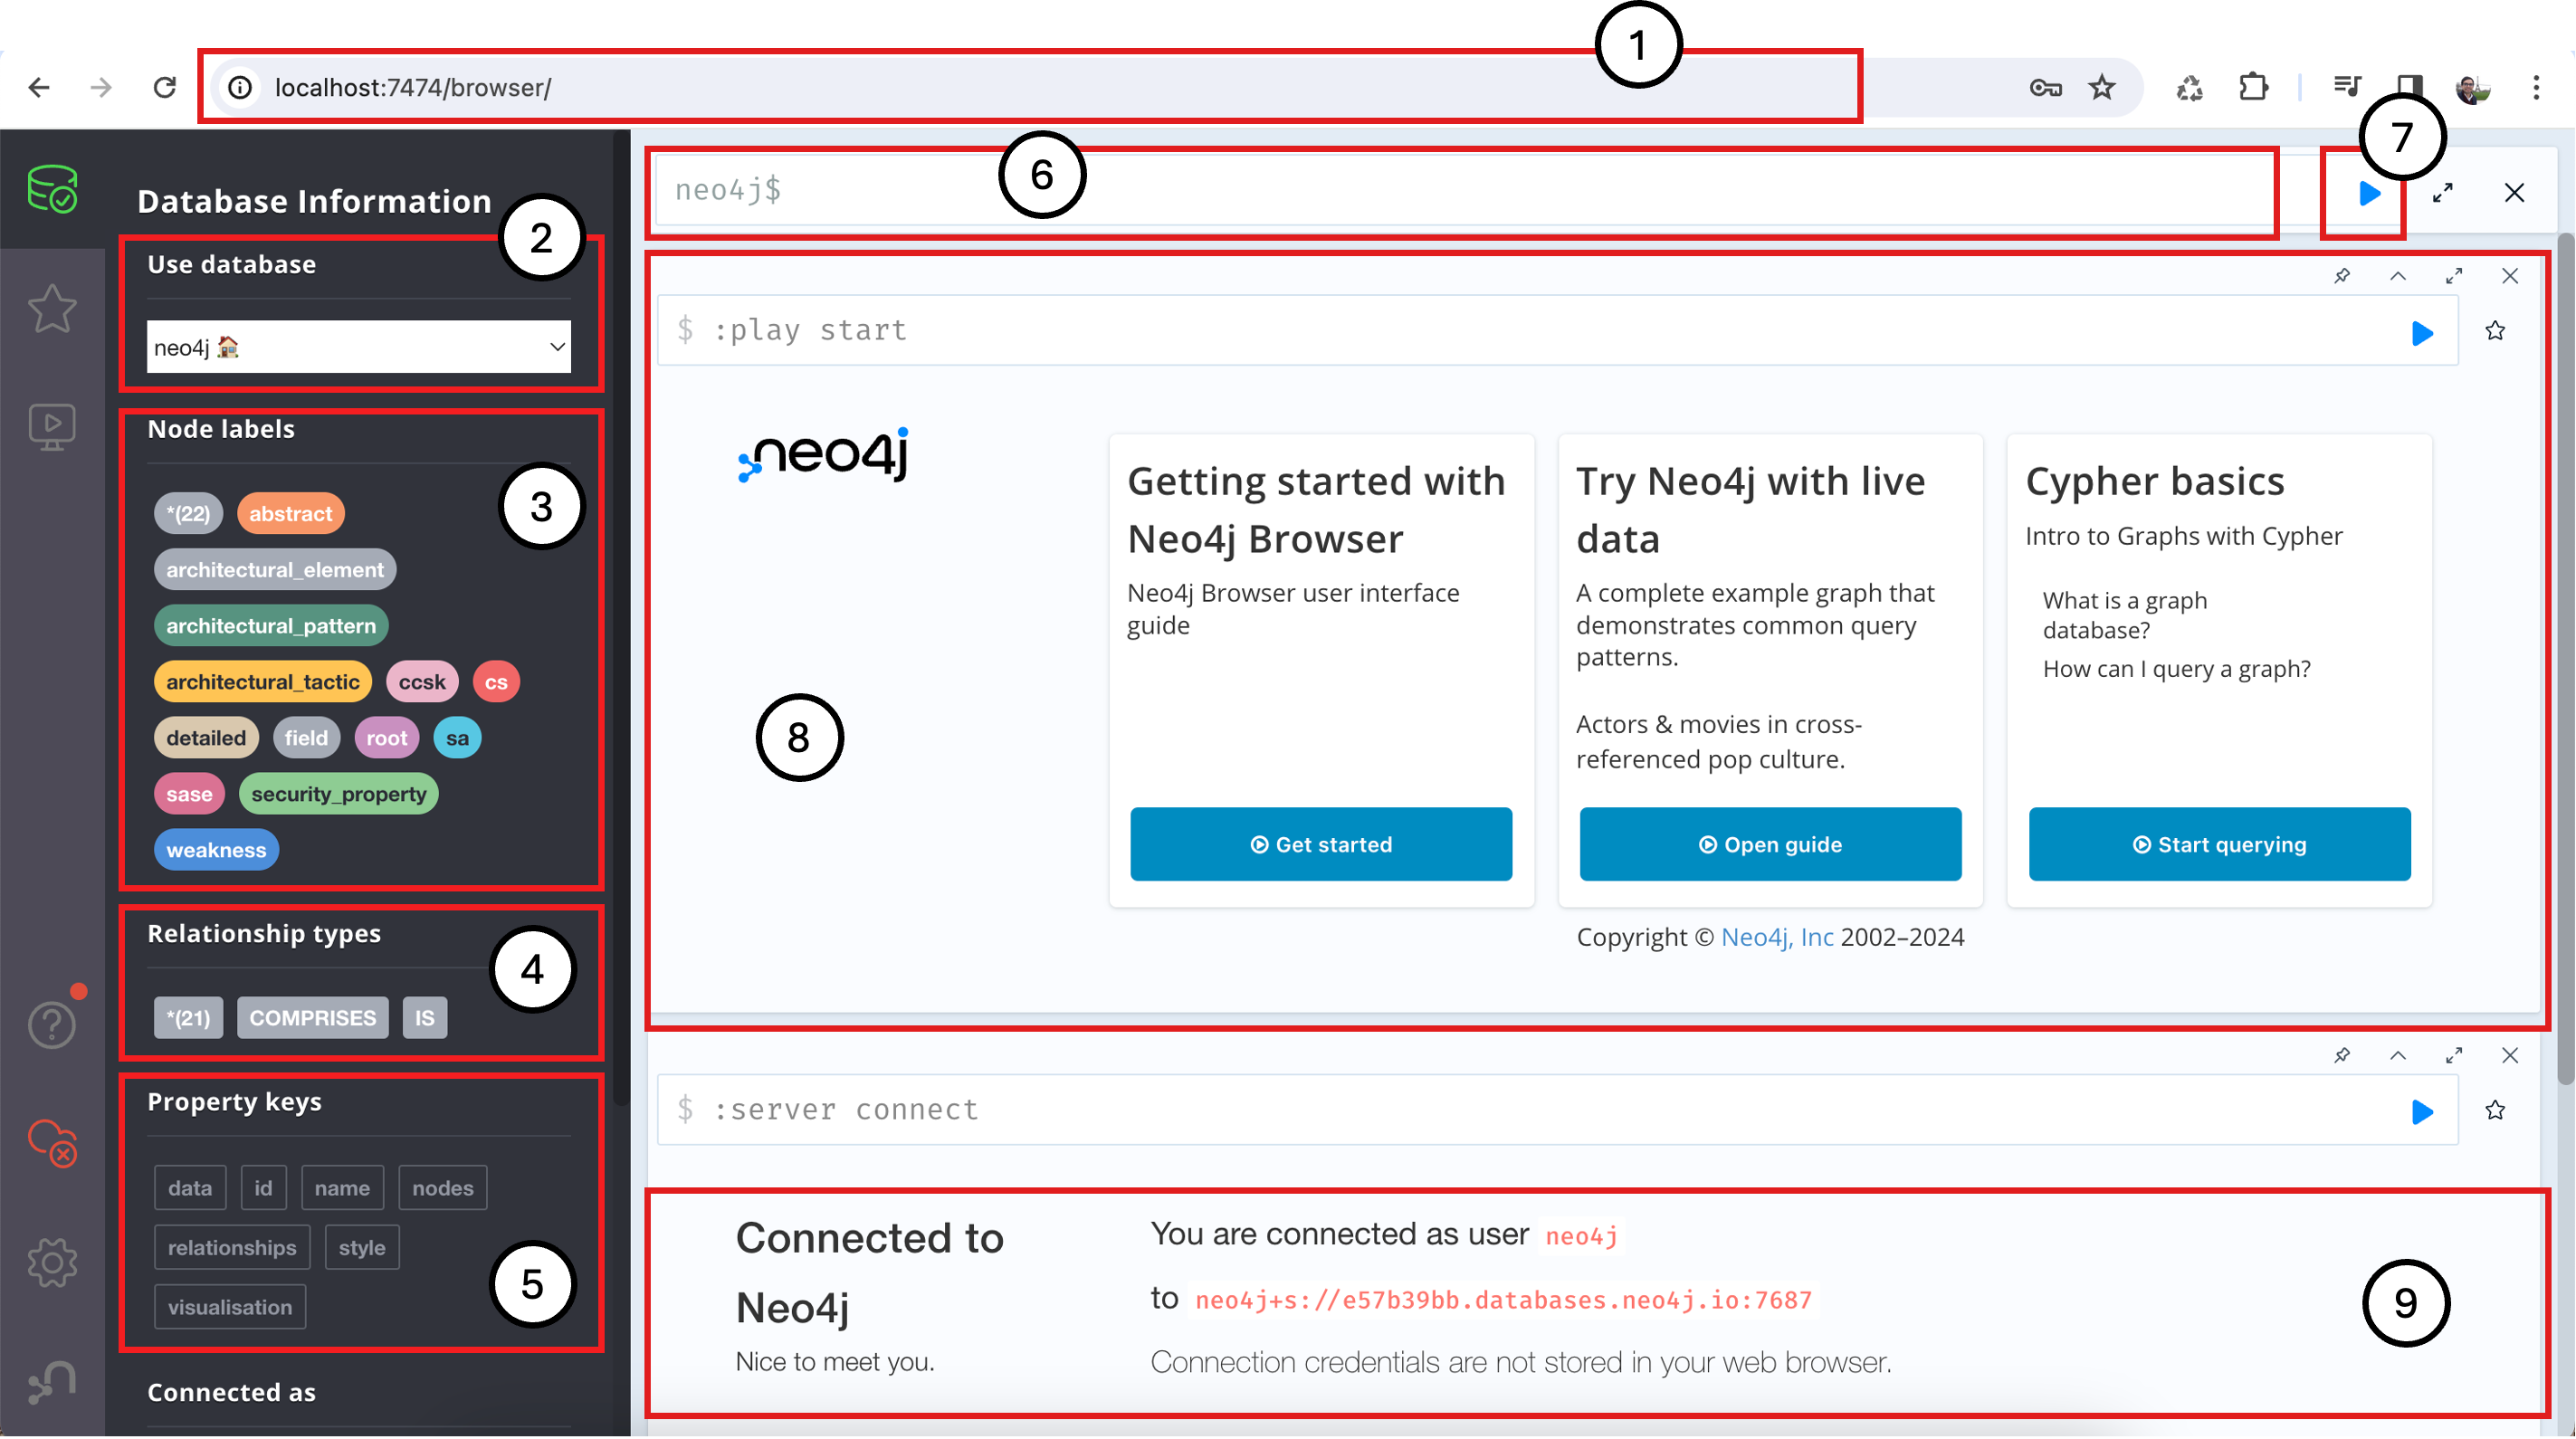 1
localhost:7474/browser/
7
6
neo4j$
Database Information
2
Use database
neo4j
Node labels
3
*(22) abstract
architectural_element
architectural_pattern
architectural_tactic ccsk cs
detailed field root sa
sase security_property
weakness
Relationship types
4
*(21) COMPRISES IS
Property keys
data id name nodes
relationships style
5
visualisation
Connected as
$ :play start
neo4j
8
Getting started with
Neo4j Browser
Neo4j Browser user interface
guide
Get started
Try Neo4j with live
data
A complete example graph that
demonstrates common query
patterns.
Actors & movies in cross-
referenced pop culture.
Open guide
Cypher basics
Intro to Graphs with Cypher
What is a graph
database?
How can I query a graph?
Start querying
Copyright © Neo4j, Inc 2002–2024
$ :server connect
Connected to
Neo4j
Nice to meet you.
You are connected as user neo4j
to neo4j+s://e57b39bb.databases.neo4j.io:7687
Connection credentials are not stored in your web browser.
9